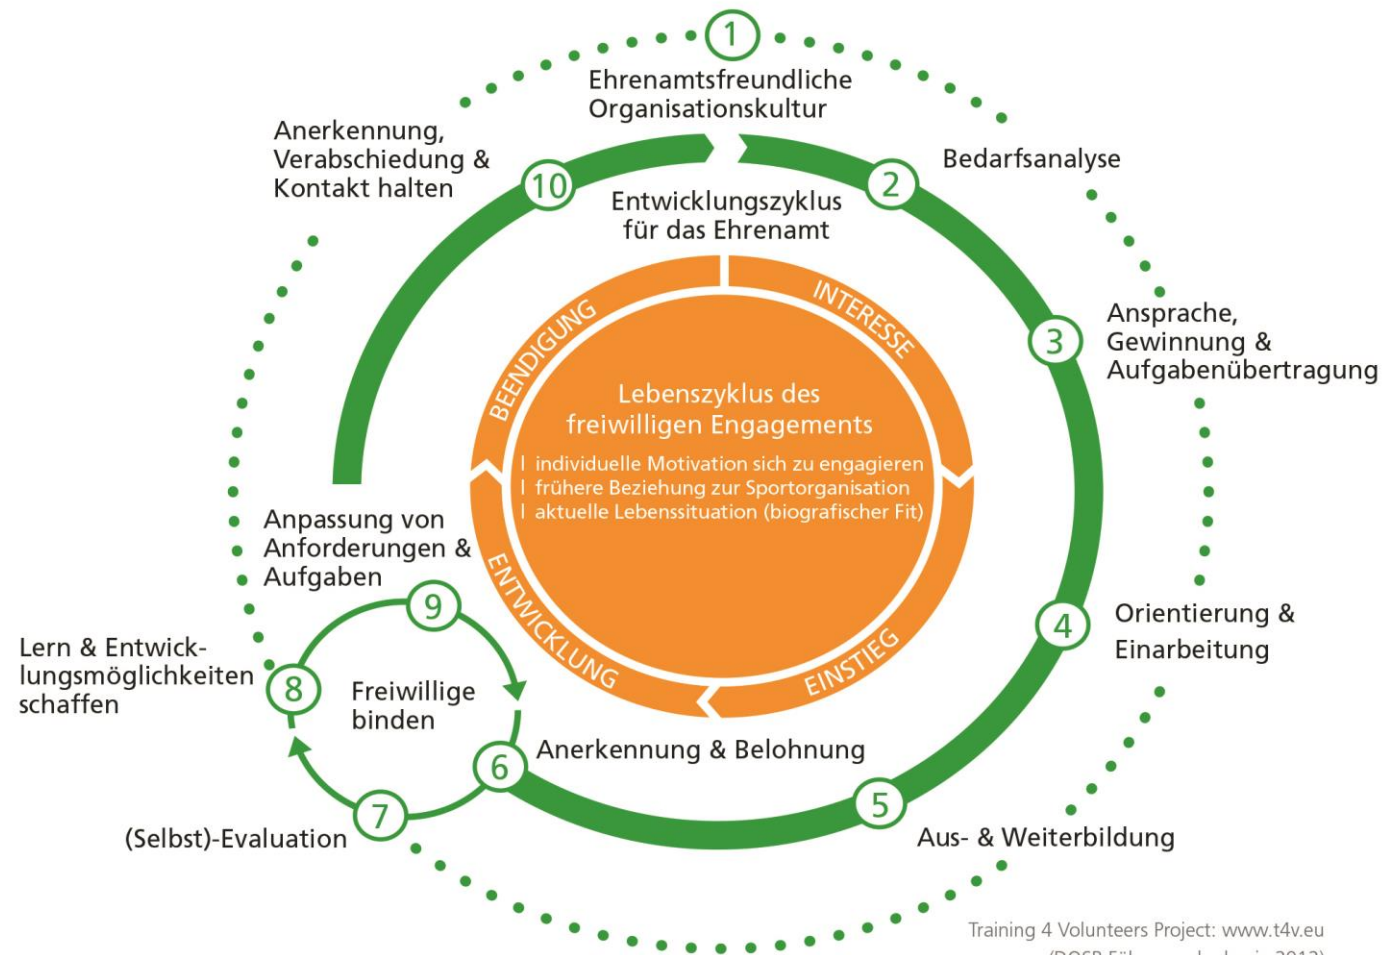 1
Ehrenamtsfreundliche
Organisationskultur
Anerkennung,
Verabschiedung &
Kontakt halten
10
2
Bedarfsanalyse
Entwicklungszyklus
für das Ehrenamt
3
Ansprache,
Gewinnung &
Aufgabenübertragung
BEENDIGUNG
INTERESSE
Lebenszyklus des
freiwilligen Engagements
I individuelle Motivation sich zu engagieren
I frühere Beziehung zur Sportorganisation
I aktuelle Lebenssituation (biografischer Fit)
ENTWICKLUNG
EINSTIEG
4
Orientierung &
Einarbeitung
Anpassung von
Anforderungen &
Aufgaben
9
Lern & Entwick-
lungsmöglichkeiten
schaffen
8
Freiwillige
binden
6
Anerkennung & Belohnung
7
(Selbst)-Evaluation
5
Aus- & Weiterbildung
Training 4 Volunteers Project: www.t4v.eu
(DOSB Führungsakademie 2012)